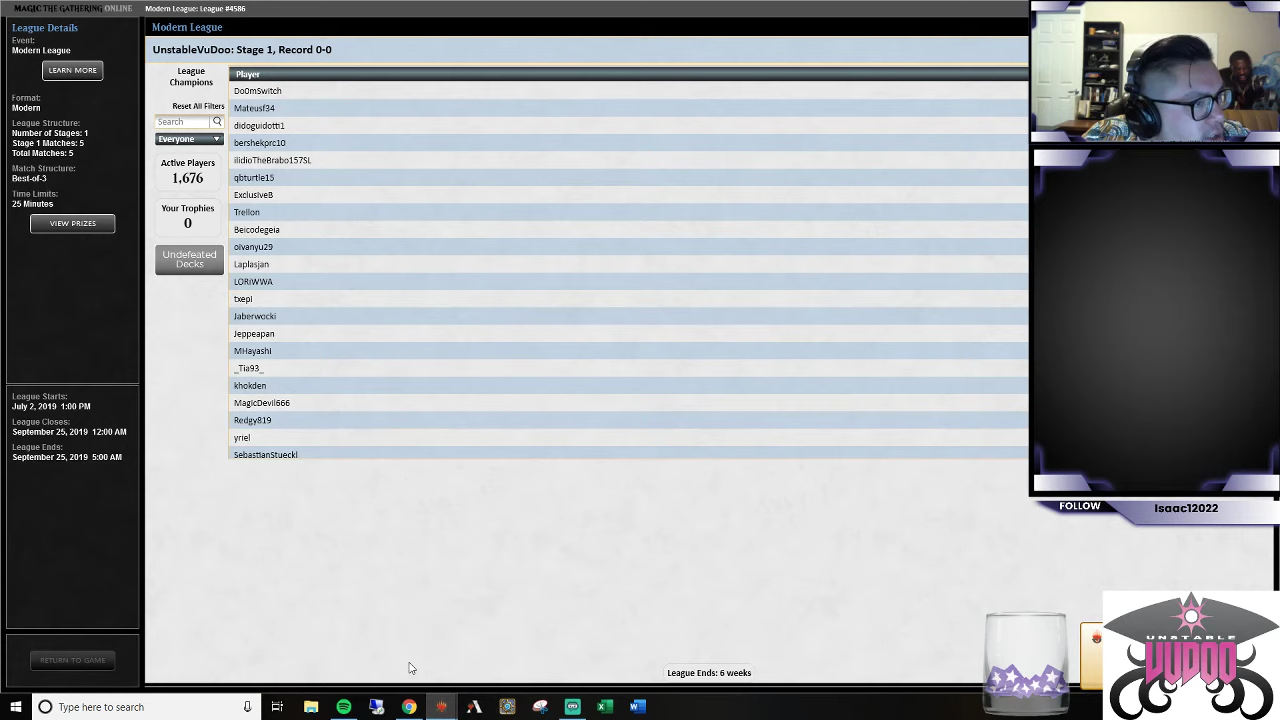 MAGIC THE GATHERING ONLINE
Modern League: League #4586
League Details
Event:
Modern League
LEARN MORE
Format:
Modern
League Structure:
Number of Stages: 1
Stage 1 Matches: 5
Total Matches: 5
Match Structure:
Best-of-3
Time Limits:
25 Minutes
VIEW PRIZES
League Starts:
July 2, 2019 1:00 PM
League Closes:
September 25, 2019 12:00 AM
League Ends:
September 25, 2019 5:00 AM
RETURN TO GAME
Modern League
UnstableVuDoo: Stage 1, Record 0-0
League
Champions
Reset All Filters
Search
Everyone
Active Players
1,676
Your Trophies
0
Undefeated
Decks
Player
Do0mSwitch
Mateusf34
didoguidotti1
bershekprc10
ilidioTheBrabo157SL
qbturtle15
ExclusiveB
Trellon
Beicodegeia
olvanyu29
Laplasjan
LORiWWA
txepi
Jaberwocki
Jeppeapan
MHayashi
_Tia93_
khokden
MagicDevil666
Redgy819
yriel
SebastianStueckl
League Ends: 6 weeks
FOLLOW
Isaac12022
UNSTABLE
VUDOO
Type here to search